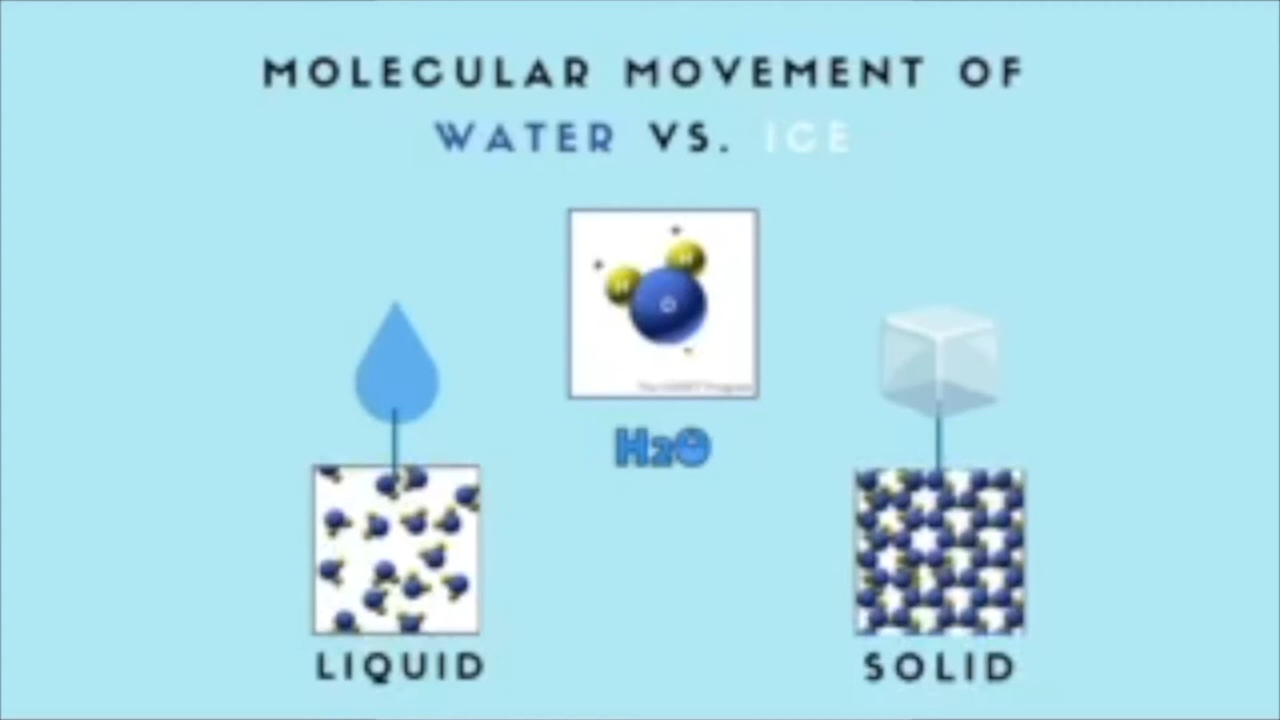 MOLECULAR MOVEMENT OF
WATER VS. ICE
H
H
O
H2O
LIQUID
SOLID